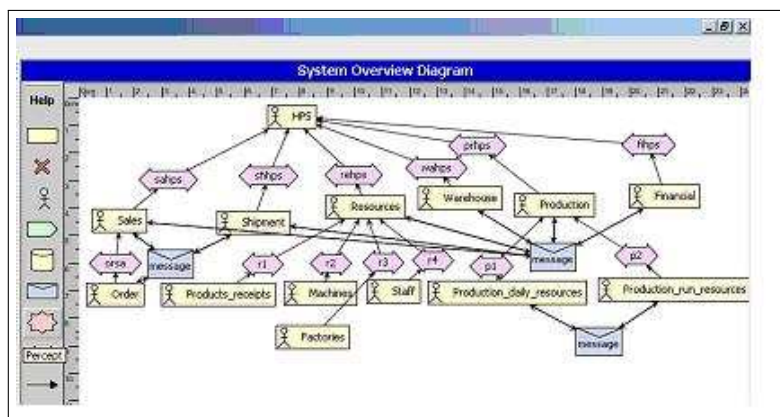 System Overview Diagram
Help
HPS
sahps
shhps
rehps
wahps
prhps
fihps
Sales
Shipment
Resources
Warehouse
Production
Financial
orsa
message
r1
r2
r3
r4
p1
message
p2
Order
Products_receipts
Machines
Staff
Production_daily_resources
Production_run_resources
Factories
message
Percept